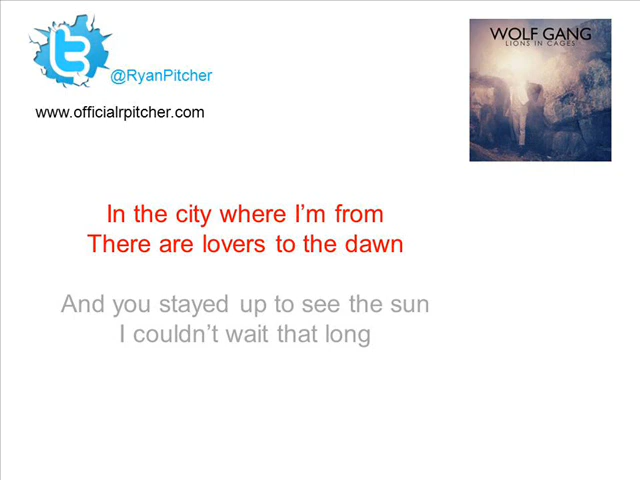 @RyanPitcher
www.officialrpitcher.com
WOLF GANG
LIONS IN CAGES
In the city where I'm from
There are lovers to the dawn
And you stayed up to see the sun
I couldn't wait that long